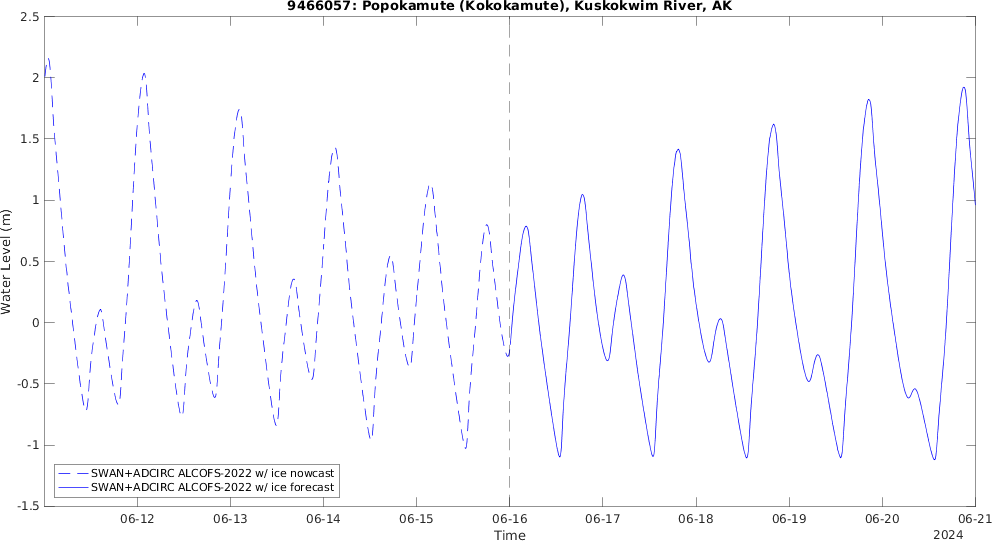 9466057: Popokamute (Kokokamute), Kuskokwim River, AK
2.5
2
1.5
1
0.5
0
-0.5
-1
-1.5
Water Level (m)
SWAN+ADCIRC ALCOFS-2022 w/ ice nowcast
SWAN+ADCIRC ALCOFS-2022 w/ ice forecast
06-12 06-13 06-14 06-15 06-16 06-17 06-18 06-19 06-20 06-21
Time
2024